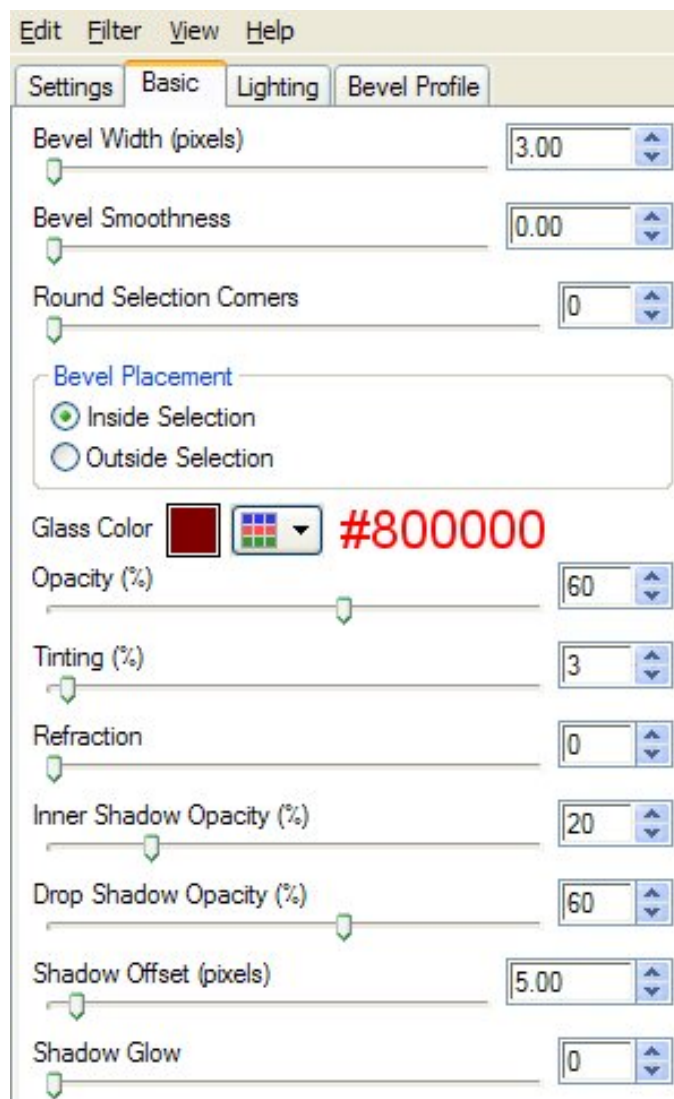 Edit Filter View Help
Settings Basic Lighting Bevel Profile
Bevel Width (pixels) 3.00
Bevel Smoothness 0.00
Round Selection Corners 0
Bevel Placement
Inside Selection
Outside Selection
Glass Color #800000
Opacity (%) 60
Tinting (%) 3
Refraction 0
Inner Shadow Opacity (%) 20
Drop Shadow Opacity (%) 60
Shadow Offset (pixels) 5.00
Shadow Glow 0